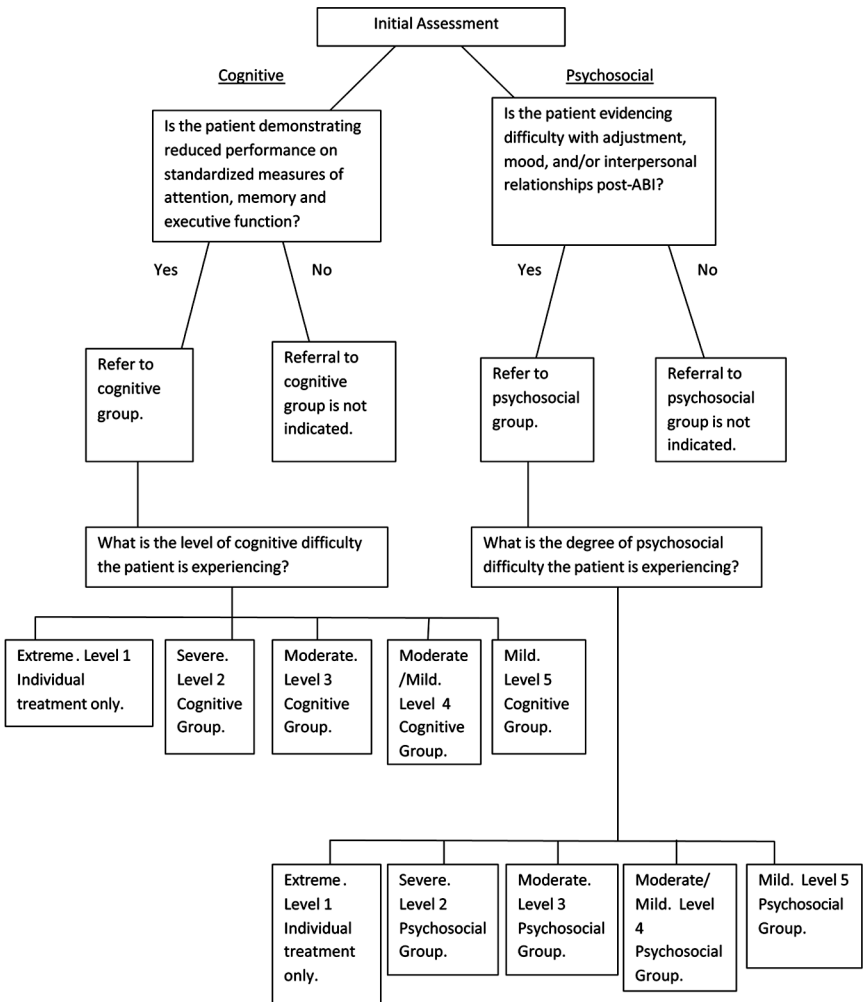 Initial Assessment
Cognitive
Psychosocial
Is the patient demonstrating
reduced performance on
standardized measures of
attention, memory and
executive function?
Is the patient evidencing
difficulty with adjustment,
mood, and/or interpersonal
relationships post-ABI?
Yes
No
Yes
No
Refer to
cognitive
group.
Referral to
cognitive
group is not
indicated.
Refer to
psychosocial
group.
Referral to
psychosocial
group is not
indicated.
What is the level of cognitive difficulty
the patient is experiencing?
What is the degree of psychosocial
difficulty the patient is experiencing?
Extreme. Level 1
Individual
treatment only.
Severe.
Level 2
Cognitive
Group.
Moderate.
Level 3
Cognitive
Group.
Moderate
/Mild.
Level 4
Cognitive
Group.
Mild.
Level 5
Cognitive
Group.
Extreme.
Level 1
Individual
treatment
only.
Severe.
Level 2
Psychosocial
Group.
Moderate.
Level 3
Psychosocial
Group.
Moderate/
Mild. Level
4
Psychosocial
Group.
Mild. Level 5
Psychosocial
Group.